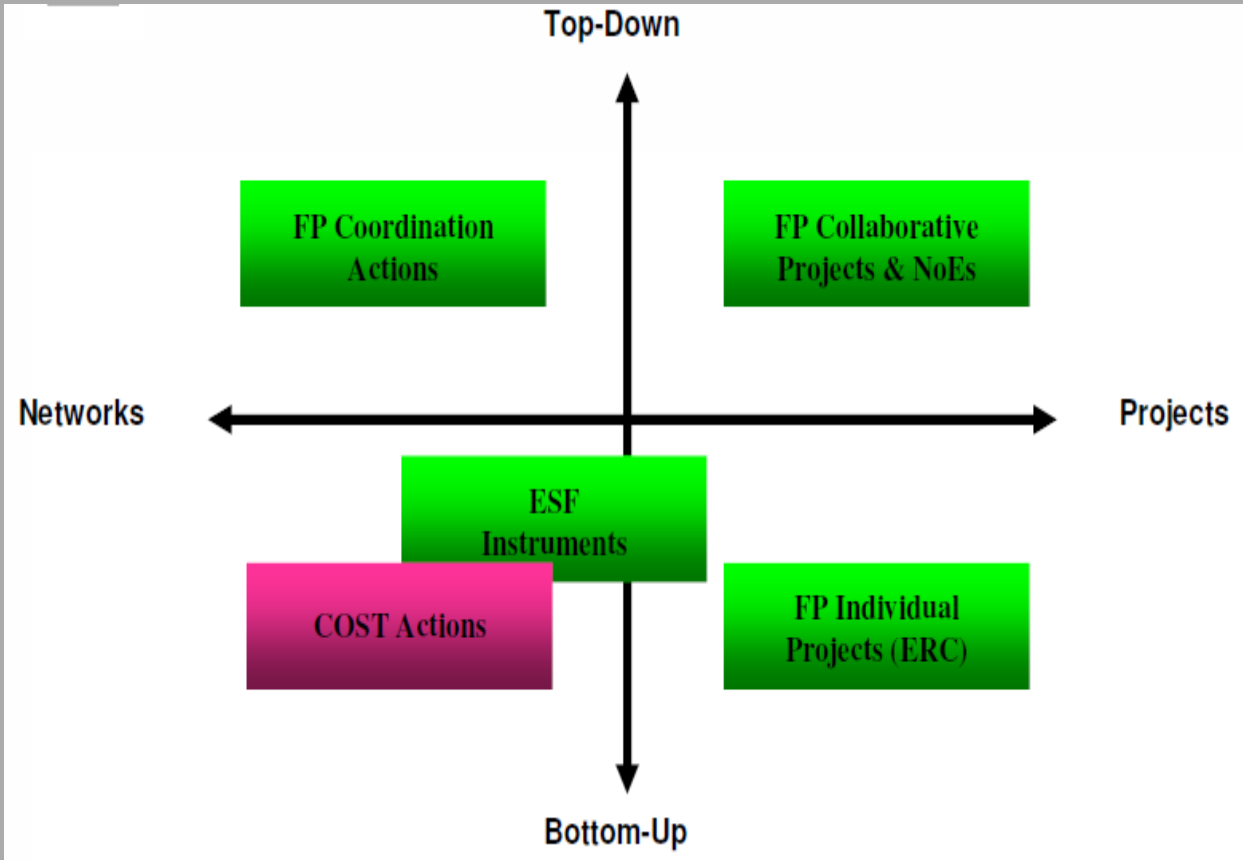 Top-Down
FP Coordination
Actions
FP Collaborative
Projects & NoEs
Networks
Projects
ESF
Instruments
COST Actions
FP Individual
Projects (ERC)
Bottom-Up